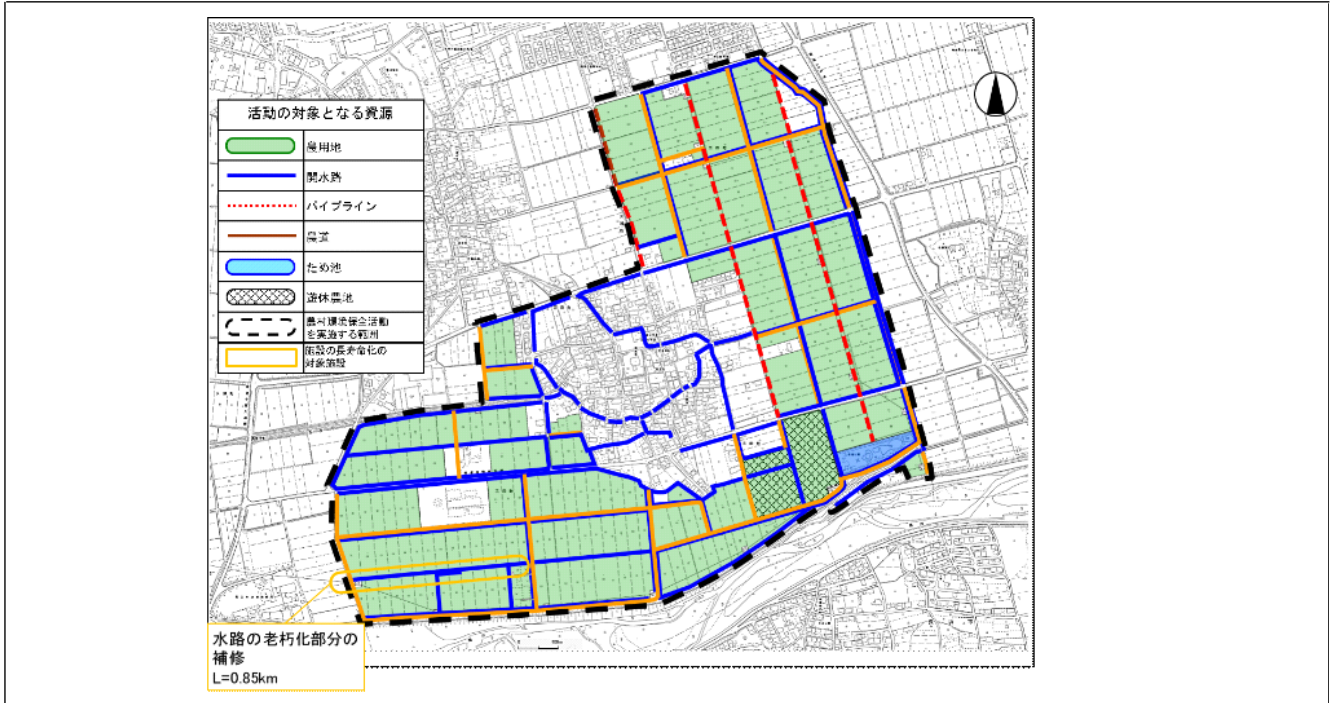 活動の対象となる資源
農用地
開水路
パイプライン
農道
ため池
遊休農地
農村環境保全活動
を実施する範囲
施設の長寿命化の
対象施設
水路の老朽化部分の
補修
L=0.85km